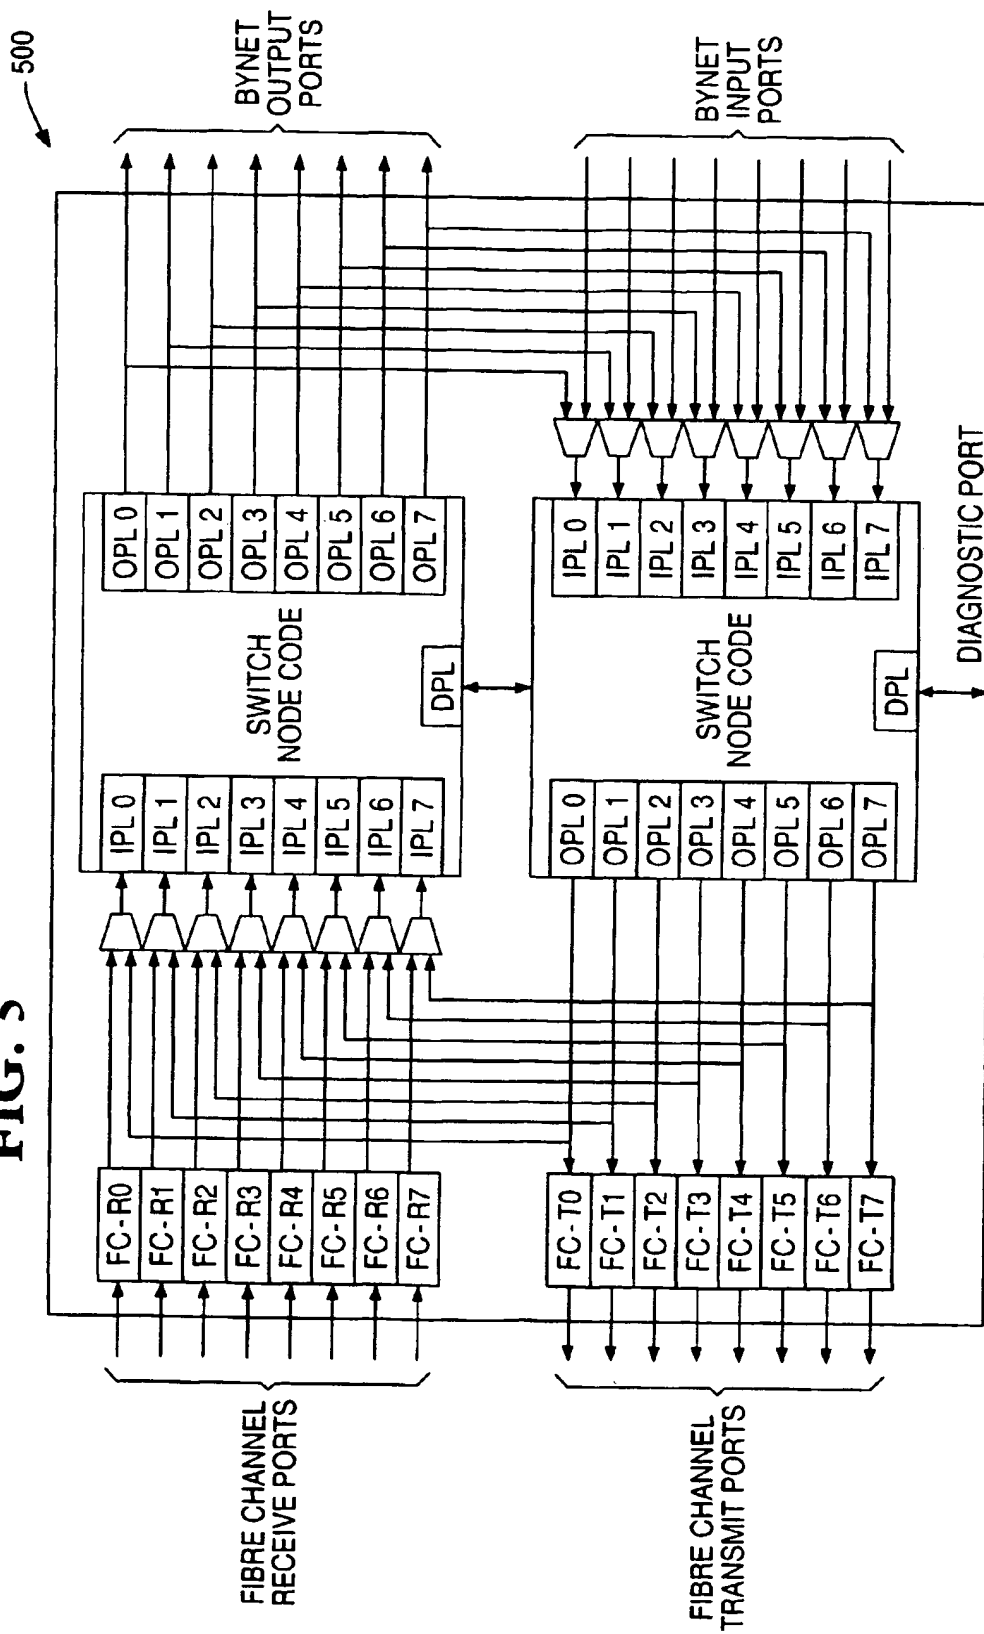 500
BYNET
OUTPUT
PORTS
BYNET
INPUT
PORTS
OPL 0
OPL 1
OPL 2
OPL 3
OPL 4
OPL 5
OPL 6
OPL 7
SWITCH
NODE CODE
DPL
IPL 0
IPL 1
IPL 2
IPL 3
IPL 4
IPL 5
IPL 6
IPL 7
IPL 0
IPL 1
IPL 2
IPL 3
IPL 4
IPL 5
IPL 6
IPL 7
SWITCH
NODE CODE
DPL
DIAGNOSTIC PORT
OPL 0
OPL 1
OPL 2
OPL 3
OPL 4
OPL 5
OPL 6
OPL 7
FIG. 5
FC-R0
FC-R1
FC-R2
FC-R3
FC-R4
FC-R5
FC-R6
FC-R7
FC-T0
FC-T1
FC-T2
FC-T3
FC-T4
FC-T5
FC-T6
FC-T7
FIBRE CHANNEL
RECEIVE PORTS
FIBRE CHANNEL
TRANSMIT PORTS